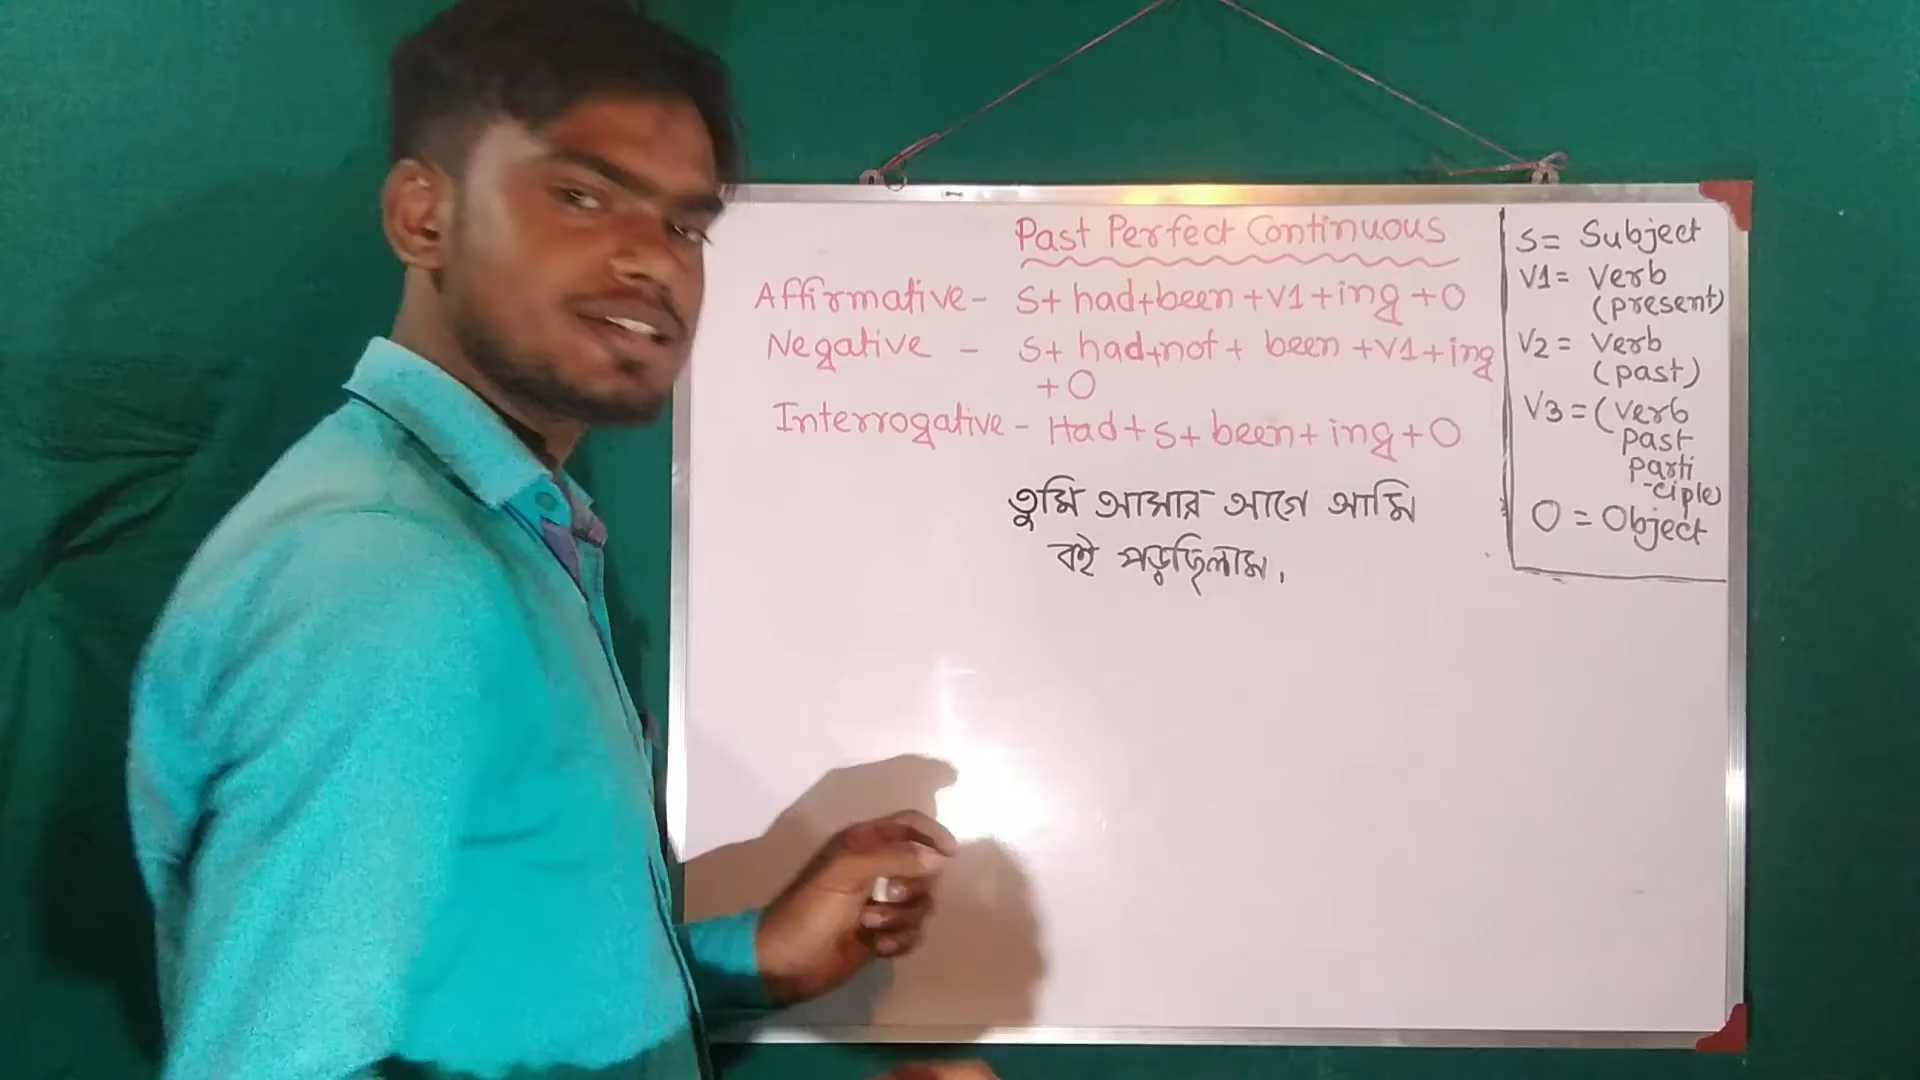 Past Perfect Continuous
Affirmative - S+ had+been +V1+ing+O
Negative - S+ had+not+ been +V1+ing
+O
Interrogative - Had+S+been+ing+O
তুমি আসার আগে আমি
বই পড়ছিলাম.
S= Subject
V1= Verb
(present)
V2= Verb
(past)
V3=(Verb
past
parti
-ciple)
O=Object